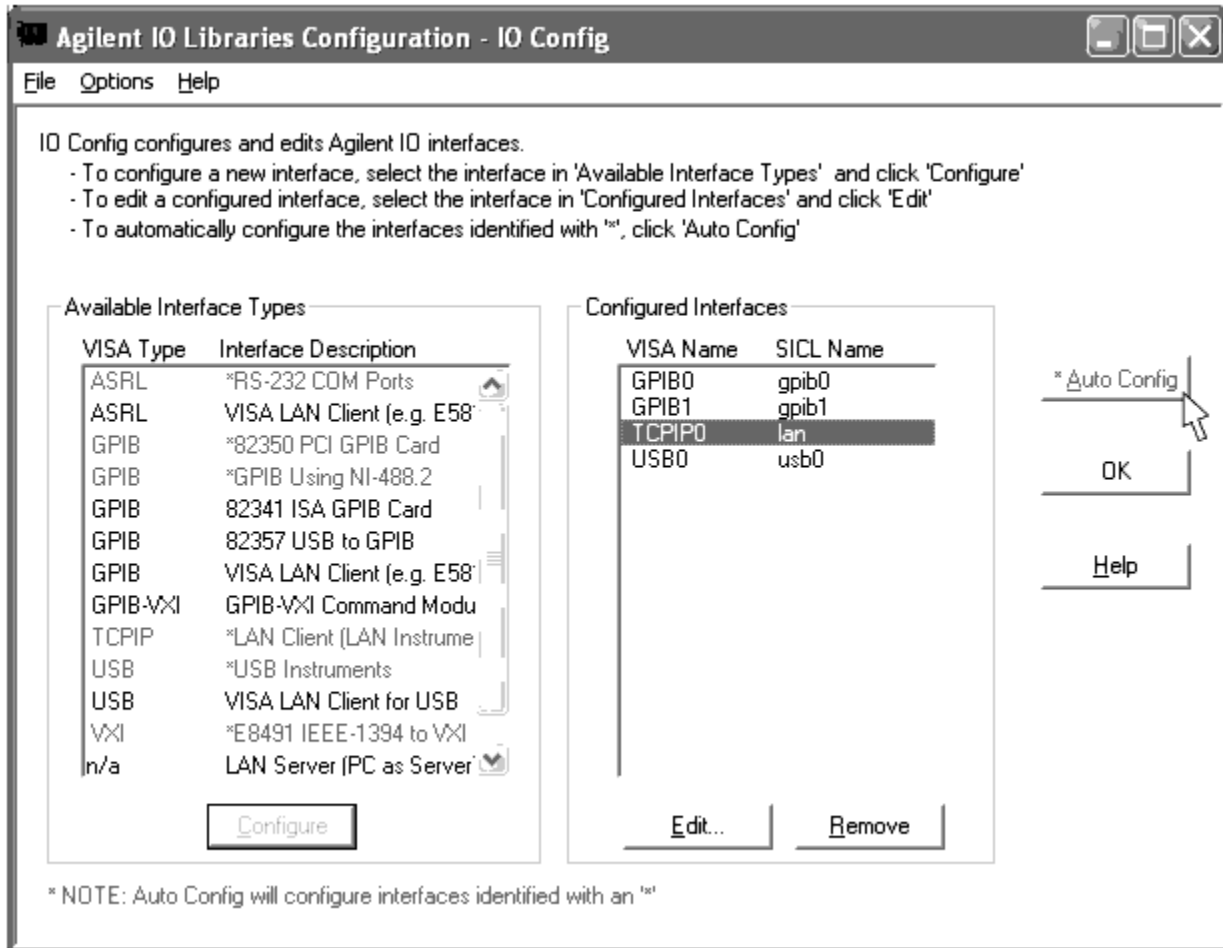 Agilent IO Libraries Configuration - IO Config
File Options Help
IO Config configures and edits Agilent IO interfaces.
- To configure a new interface, select the interface in 'Available Interface Types' and click 'Configure'
- To edit a configured interface, select the interface in 'Configured Interfaces' and click 'Edit'
- To automatically configure the interfaces identified with '*', click 'Auto Config'
Available Interface Types
VISA Type Interface Description
ASRL *RS-232 COM Ports
ASRL VISA LAN Client (e.g. E581
GPIB *82350 PCI GPIB Card
GPIB *GPIB Using NI-488.2
GPIB 82341 ISA GPIB Card
GPIB 82357 USB to GPIB
GPIB VISA LAN Client (e.g. E581
GPIB-VXI GPIB-VXI Command Modu
TCPIP *LAN Client (LAN Instrume
USB *USB Instruments
USB VISA LAN Client for USB
VXI *E8491 IEEE-1394 to VXI
n/a LAN Server (PC as Server)
Configure
Configured Interfaces
VISA Name SICL Name
GPIB0 gpib0
GPIB1 gpib1
TCPIP0 lan
USB0 usb0
Edit... Remove
* Auto Config
OK
Help
* NOTE: Auto Config will configure interfaces identified with an '*'